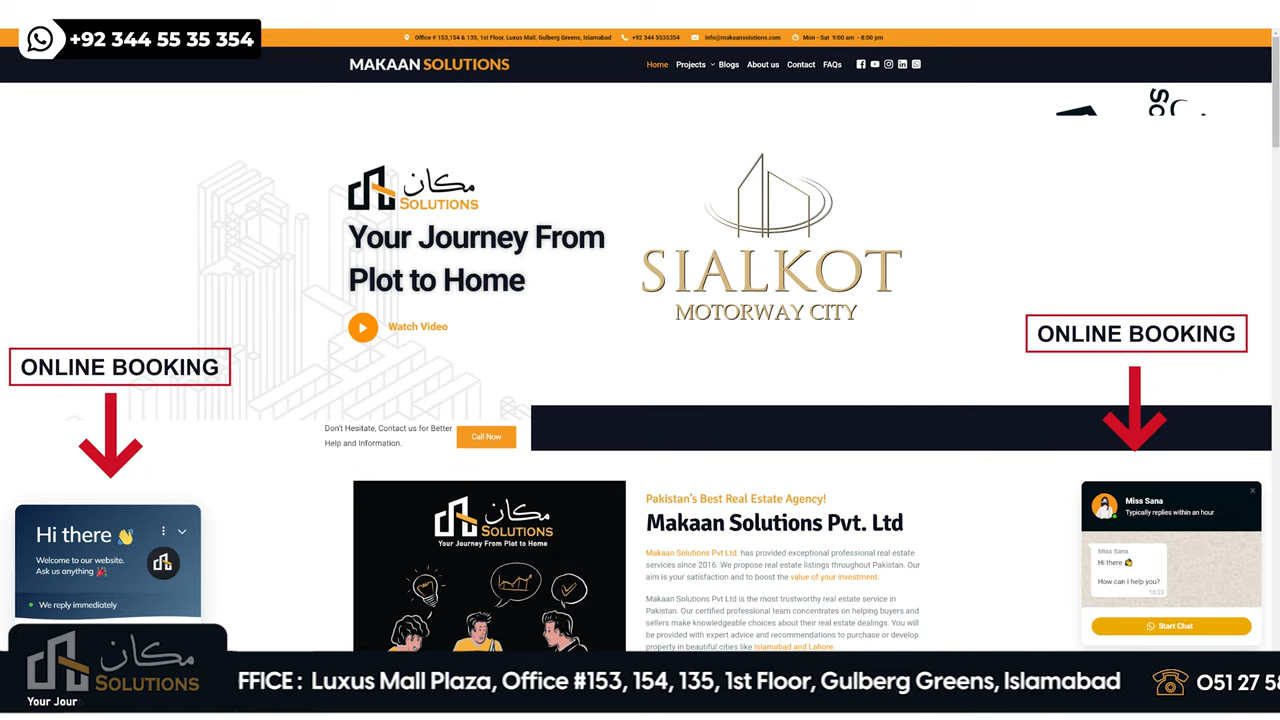 +92 344 55 35 354
Office # 153,154 & 135, 1st Floor, Luxus Mall, Gulberg Greens, Islamabad
+92 344 5535354
info@makaansolutions.com
Mon - Sat 9:00 am - 8:00 pm
MAKAAN SOLUTIONS
Home Projects Blogs About us Contact FAQs
مکان
SOLUTIONS
Your Journey From
Plot to Home
Watch Video
SIALKOT
MOTORWAY CITY
ONLINE BOOKING
ONLINE BOOKING
Don't Hesitate, Contact us for Better
Help and Information.
Call Now
مکان
SOLUTIONS
Your Journey From Plot to Home
Pakistan's Best Real Estate Agency!
Makaan Solutions Pvt. Ltd
Makaan Solutions Pvt Ltd. has provided exceptional professional real estate
services since 2016. We propose real estate listings throughout Pakistan. Our
aim is your satisfaction and to boost the value of your investment.
Makaan Solutions Pvt Ltd is the most trustworthy real estate service in
Pakistan. Our certified professional team concentrates on helping buyers and
sellers make knowledgeable choices about their real estate dealings. You will
be provided with expert advice and recommendations to purchase or develop
property in beautiful cities like Islamabad and Lahore.
Hi there 👋
Welcome to our website.
Ask us anything 🎉
We reply immediately
Miss Sana
Typically replies within an hour
Miss Sana
Hi there 👋
How can I help you?
16:23
Start Chat
مکان
SOLUTIONS
Your Jour
FFICE : Luxus Mall Plaza, Office #153, 154, 135, 1st Floor, Gulberg Greens, Islamabad
051 27 58